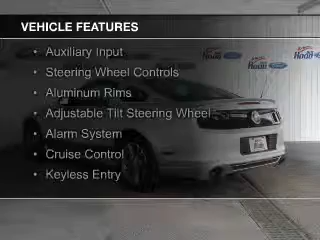 VEHICLE FEATURES
• Auxiliary Input
• Steering Wheel Controls
• Aluminum Rims
• Adjustable Tilt Steering Wheel
• Alarm System
• Cruise Control
• Keyless Entry